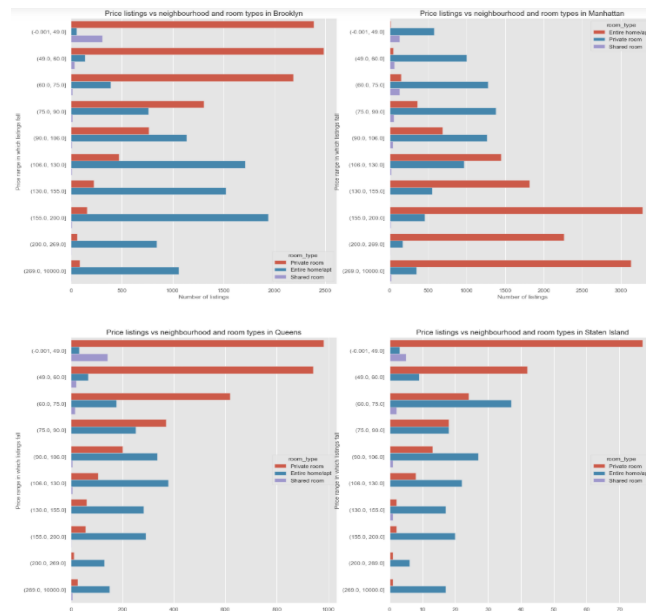 Price listings vs neighbourhood and room types in Brooklyn
Price range in which listings fall
(-0.001, 49.0]
(49.0, 60.0]
(60.0, 75.0]
(75.0, 90.0]
(90.0, 106.0]
(106.0, 130.0]
(130.0, 155.0]
(155.0, 200.0]
(200.0, 269.0]
(269.0, 10000.0]
room_type
Private room
Entire home/apt
Shared room
0 500 1000 1500 2000 2500
Number of listings
Price listings vs neighbourhood and room types in Manhattan
Price range in which listings fall
(-0.001, 49.0]
(49.0, 60.0]
(60.0, 75.0]
(75.0, 90.0]
(90.0, 106.0]
(106.0, 130.0]
(130.0, 155.0]
(155.0, 200.0]
(200.0, 269.0]
(269.0, 10000.0]
room_type
Entire home/apt
Private room
Shared room
0 500 1000 1500 2000 2500 3000
Number of listings
Price listings vs neighbourhood and room types in Queens
Price range in which listings fall
(-0.001, 49.0]
(49.0, 60.0]
(60.0, 75.0]
(75.0, 90.0]
(90.0, 106.0]
(106.0, 130.0]
(130.0, 155.0]
(155.0, 200.0]
(200.0, 269.0]
(269.0, 10000.0]
room_type
Private room
Entire home/apt
Shared room
0 200 400 600 800 1000
Price listings vs neighbourhood and room types in Staten Island
Price range in which listings fall
(-0.001, 49.0]
(49.0, 60.0]
(60.0, 75.0]
(75.0, 90.0]
(90.0, 106.0]
(106.0, 130.0]
(130.0, 155.0]
(155.0, 200.0]
(200.0, 269.0]
(269.0, 10000.0]
room_type
Private room
Entire home/apt
Shared room
0 10 20 30 40 50 60 70